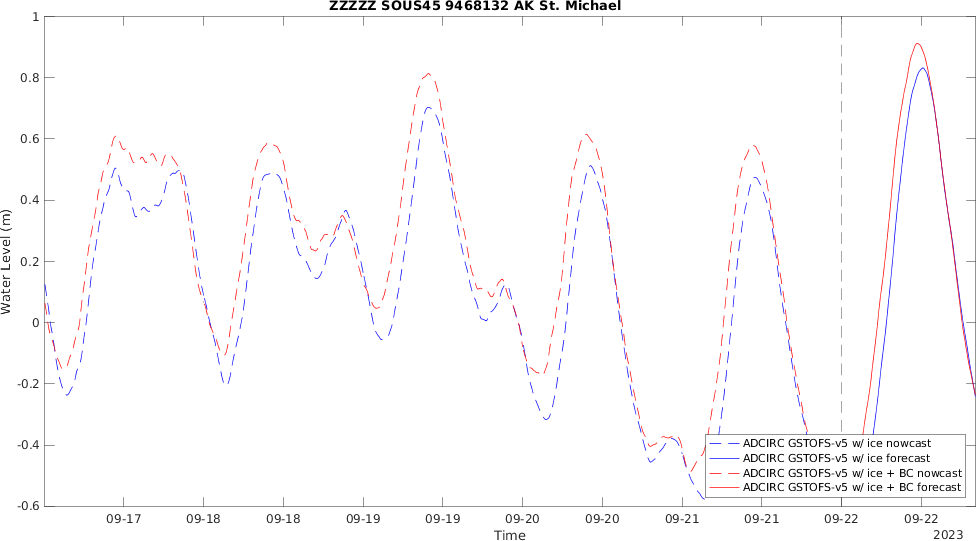 ZZZZZ SOUS45 9468132 AK St. Michael
1
0.8
0.6
0.4
0.2
0
-0.2
-0.4
-0.6
Water Level (m)
ADCIRC GSTOFS-v5 w/ ice nowcast
ADCIRC GSTOFS-v5 w/ ice forecast
ADCIRC GSTOFS-v5 w/ ice + BC nowcast
ADCIRC GSTOFS-v5 w/ ice + BC forecast
09-17 09-18 09-18 09-19 09-19 09-20 09-20 09-21 09-21 09-22 09-22
Time
2023